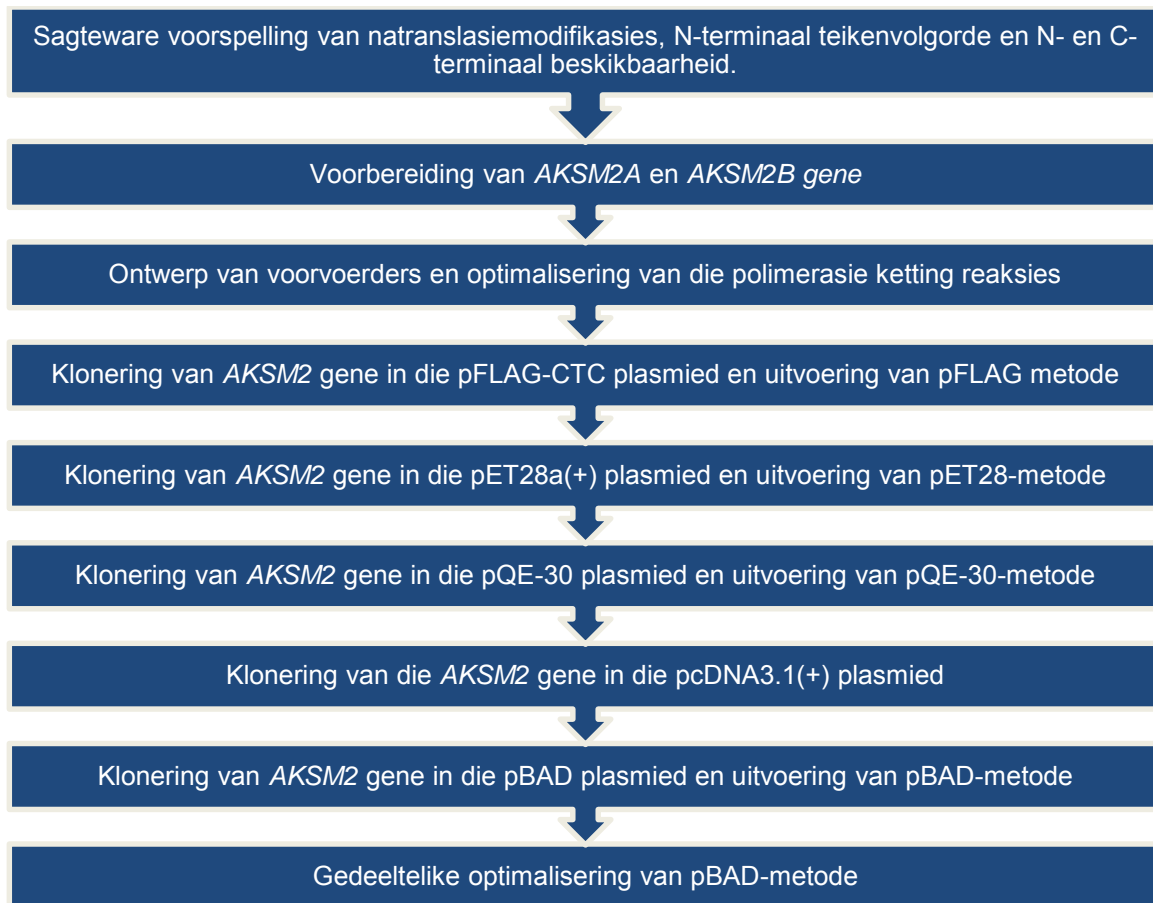 Sagteware voorspelling van natranslasiemodifikasies, N-terminaal teikenvolgorde en N- en C-
terminaal beskikbaarheid.
Voorbereiding van AKSM2A en AKSM2B gene
Ontwerp van voorvoerders en optimalisering van die polimerasie ketting reaksies
Klonering van AKSM2 gene in die pFLAG-CTC plasmied en uitvoering van pFLAG metode
Klonering van AKSM2 gene in die pET28a(+) plasmied en uitvoering van pET28-metode
Klonering van AKSM2 gene in die pQE-30 plasmied en uitvoering van pQE-30-metode
Klonering van die AKSM2 gene in die pcDNA3.1(+) plasmied
Klonering van AKSM2 gene in die pBAD plasmied en uitvoering van pBAD-metode
Gedeeltelike optimalisering van pBAD-metode